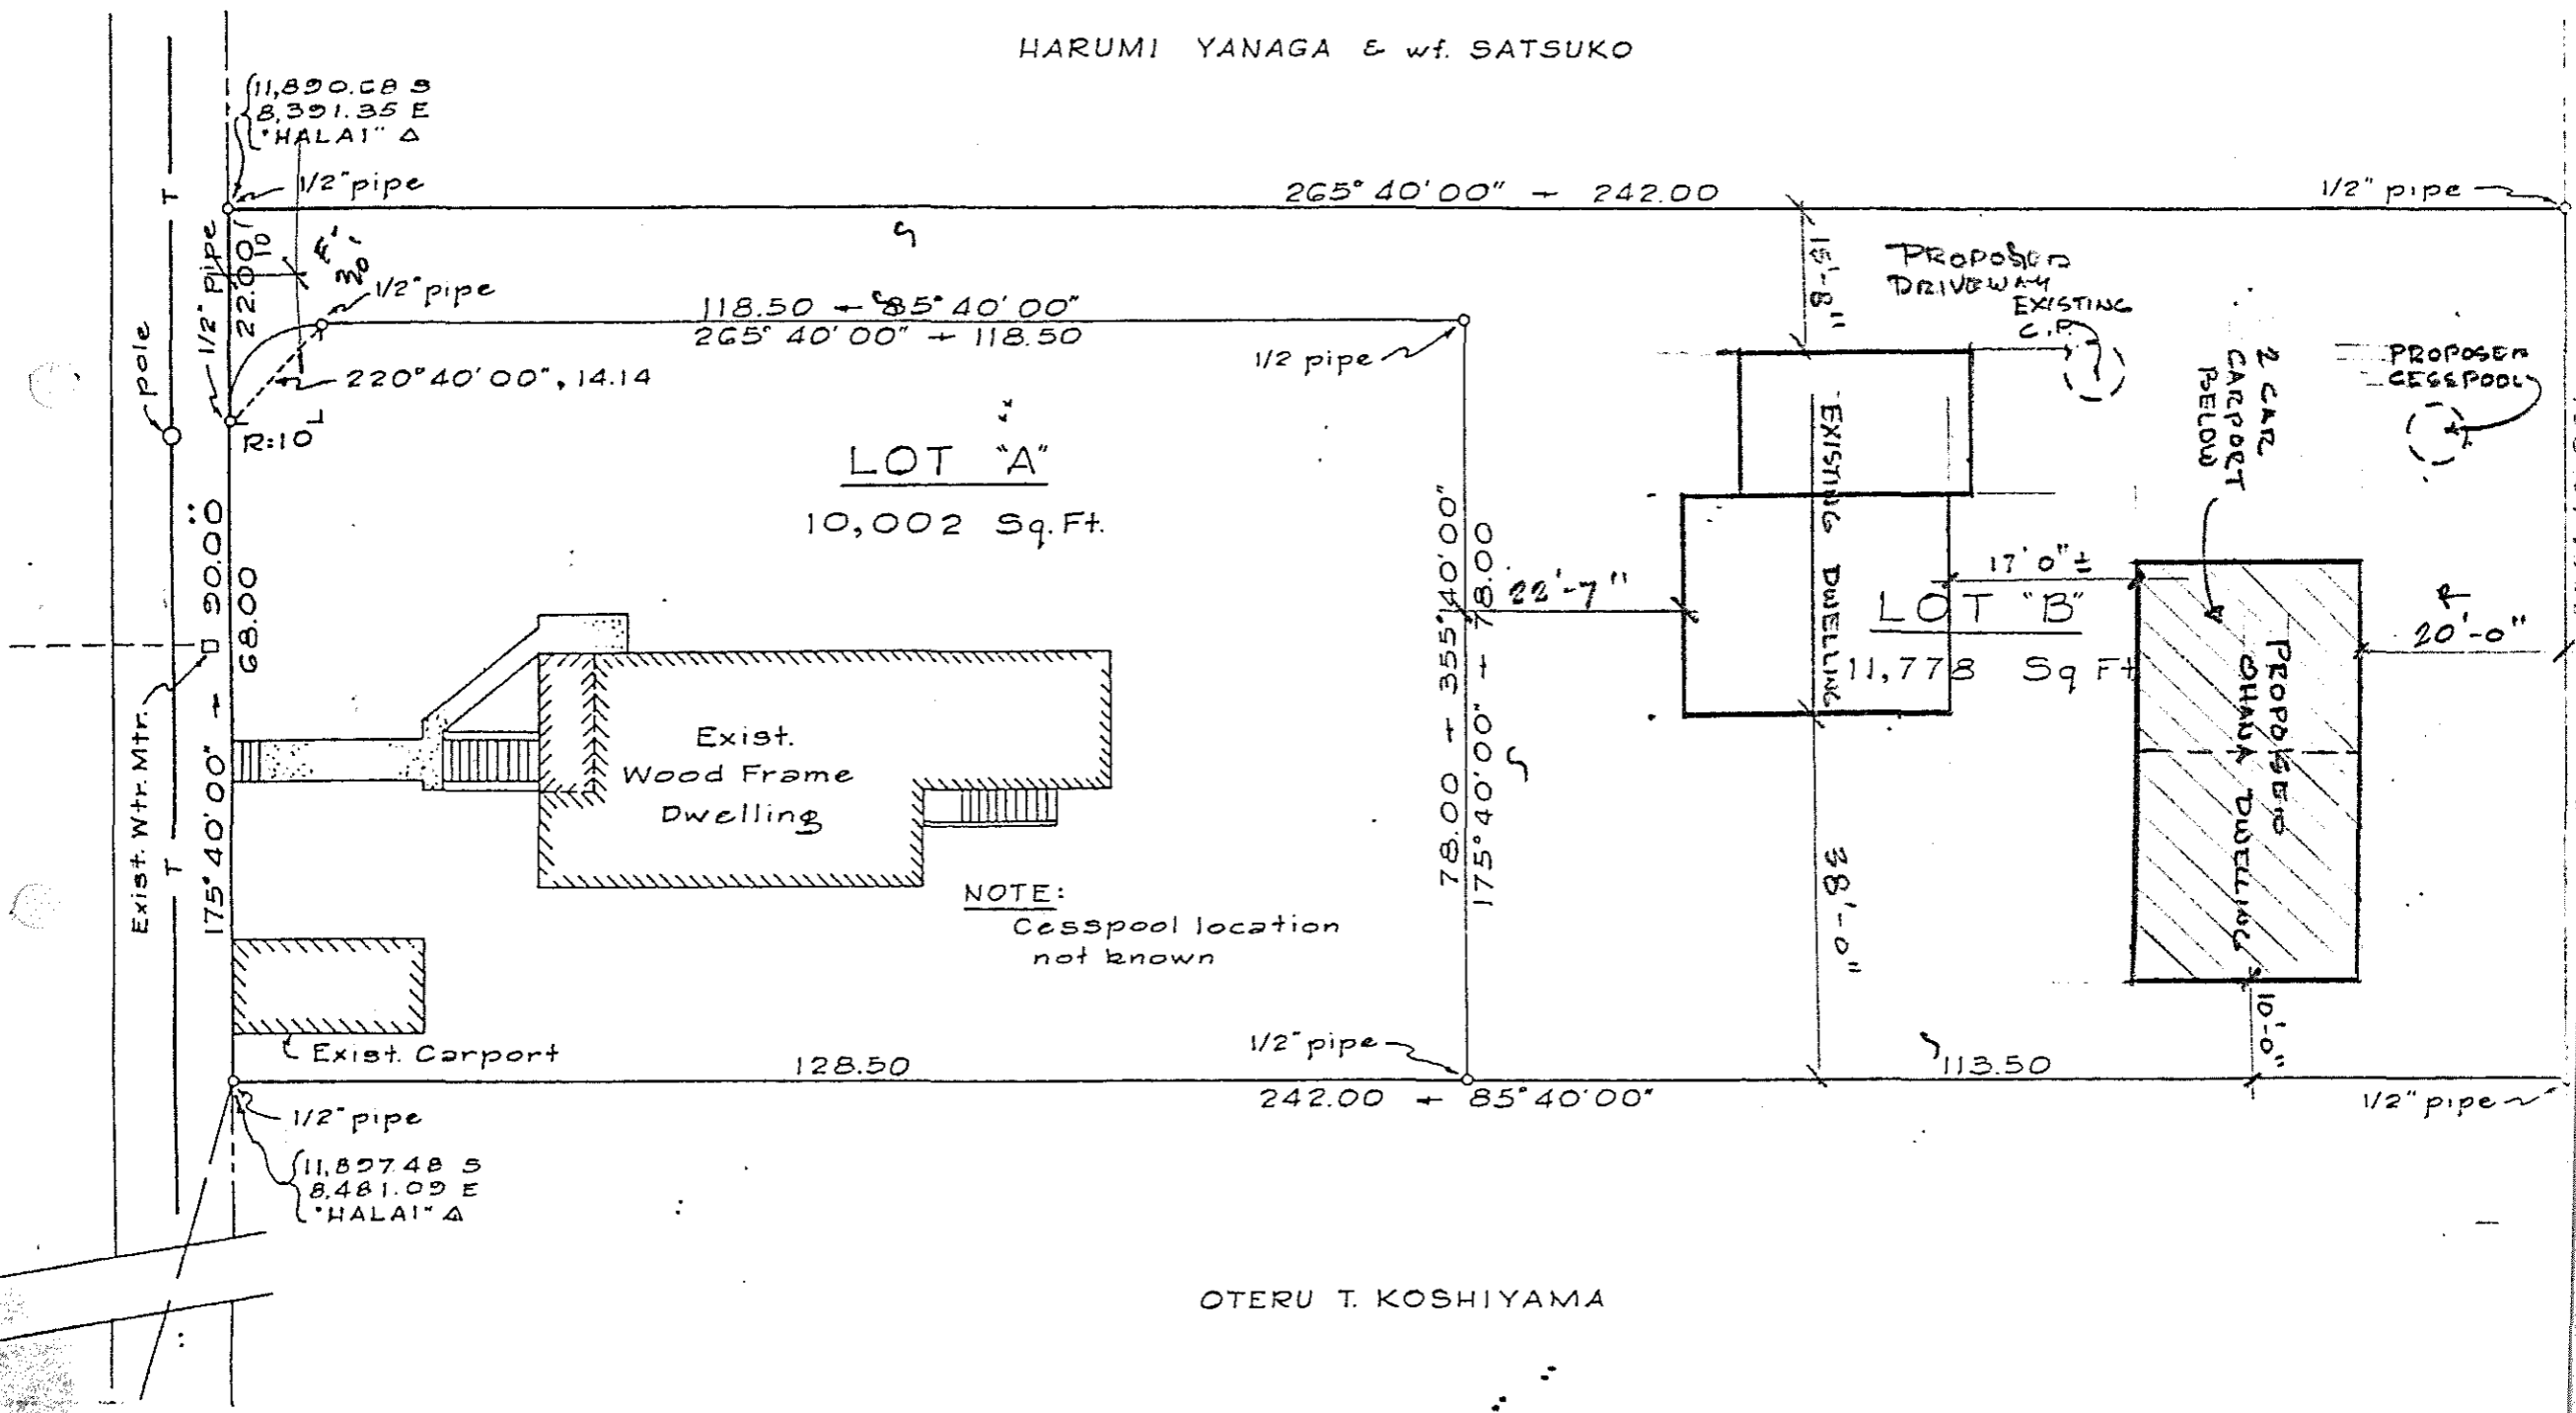 HARUMI YANAGA & wf. SATSUKO
8,391.35 E
"HALAI" Δ
1/2" pipe
265° 40' 00" → 242.00
1/2" pipe
T
1/2" pipe
22.00
10
30'
1/2" pipe
118.50 ← 85° 40' 00"
265° 40' 00" → 118.50
1/2 pipe
220° 40' 00", 14.14
R:10
pole
15'-8"
PROPOSED
DRIVEWAY
EXISTING
C.P.
2 CAR
CARPORT
BELOW
PROPOSED
CESSPOOL
LOT "A"
10,002 Sq. Ft.
175° 40' 00" → 90.00
68.00
Exist. Wtr. Mtr.
T
Exist.
Wood Frame
Dwelling
NOTE:
Cesspool location
not known
Exist. Carport
78.00 → 355° 40' 00"
175° 40' 00" → 78.00
22'-7"
EXISTING DWELLING
17'0" ±
LOT "B"
11,778 Sq Ft
PROPOSED
OHANA DWELLING
20'-0"
38'-0"
10'-0"
1/2" pipe
128.50
113.50
242.00 ← 85° 40' 00"
1/2" pipe
1/2" pipe
11,897.48 S
8,481.09 E
"HALAI" Δ
OTERU T. KOSHIYAMA